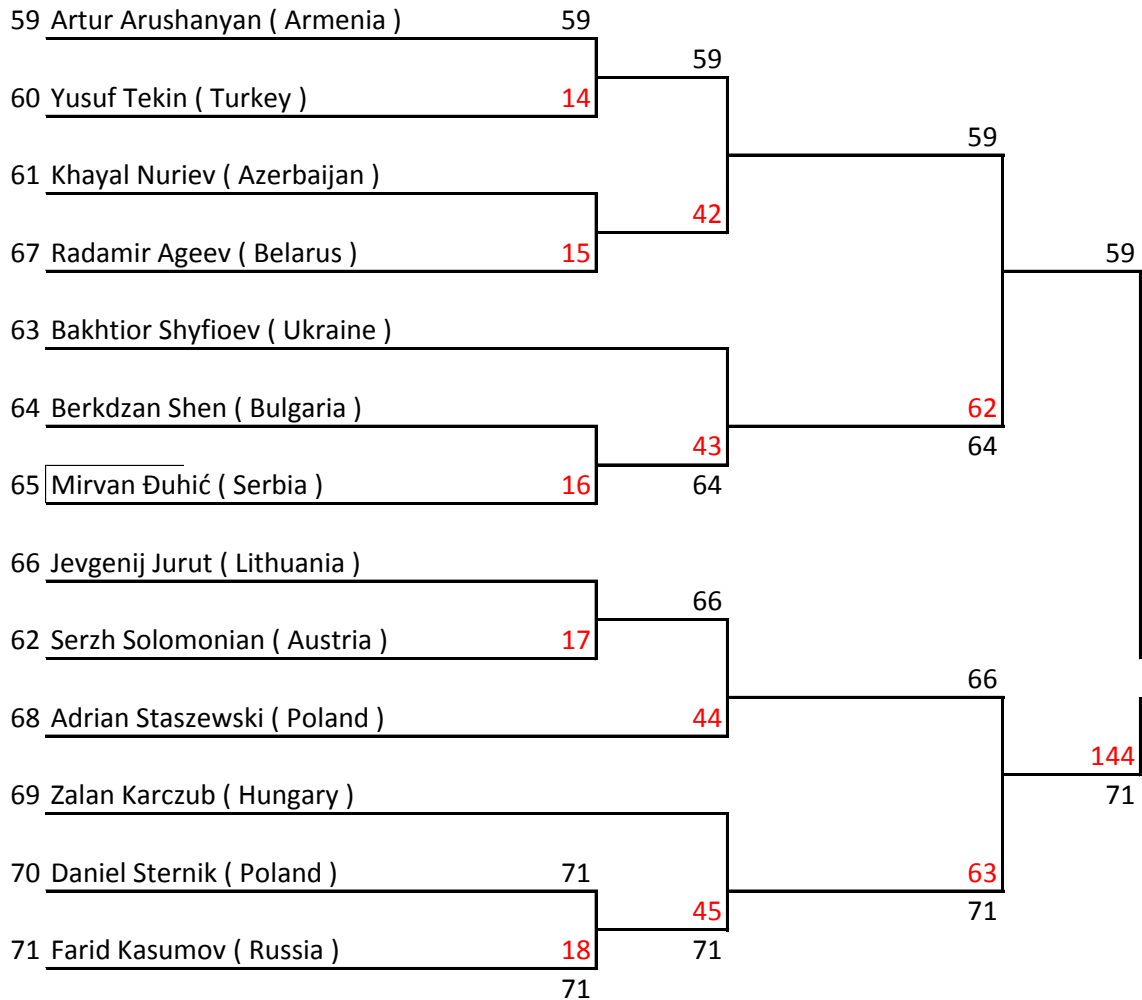 59 Artur Arushanyan ( Armenia ) 59
59
60 Yusuf Tekin ( Turkey ) 14
59
61 Khayal Nuriev ( Azerbaijan )
42
67 Radamir Ageev ( Belarus ) 15 59
63 Bakhtior Shyfioev ( Ukraine )
64 Berkdzan Shen ( Bulgaria ) 62
43 64
65 Mirvan Đuhić ( Serbia ) 16 64
66 Jevgenij Jurut ( Lithuania )
66
62 Serzh Solomonian ( Austria ) 17
66
68 Adrian Staszewski ( Poland ) 44
144
69 Zalan Karczub ( Hungary ) 71
70 Daniel Sternik ( Poland ) 71 63
45 71
71 Farid Kasumov ( Russia ) 18 71
71